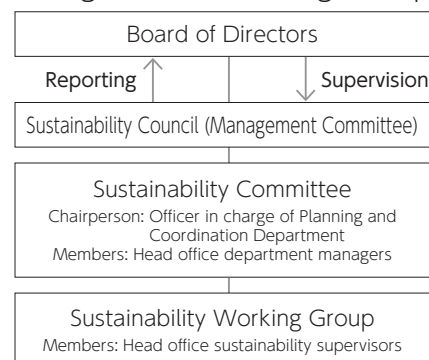 Board of Directors
Reporting
Supervision
Sustainability Council (Management Committee)
Sustainability Committee
Chairperson: Officer in charge of Planning and
Coordination Department
Members: Head office department managers
Sustainability Working Group
Members: Head office sustainability supervisors